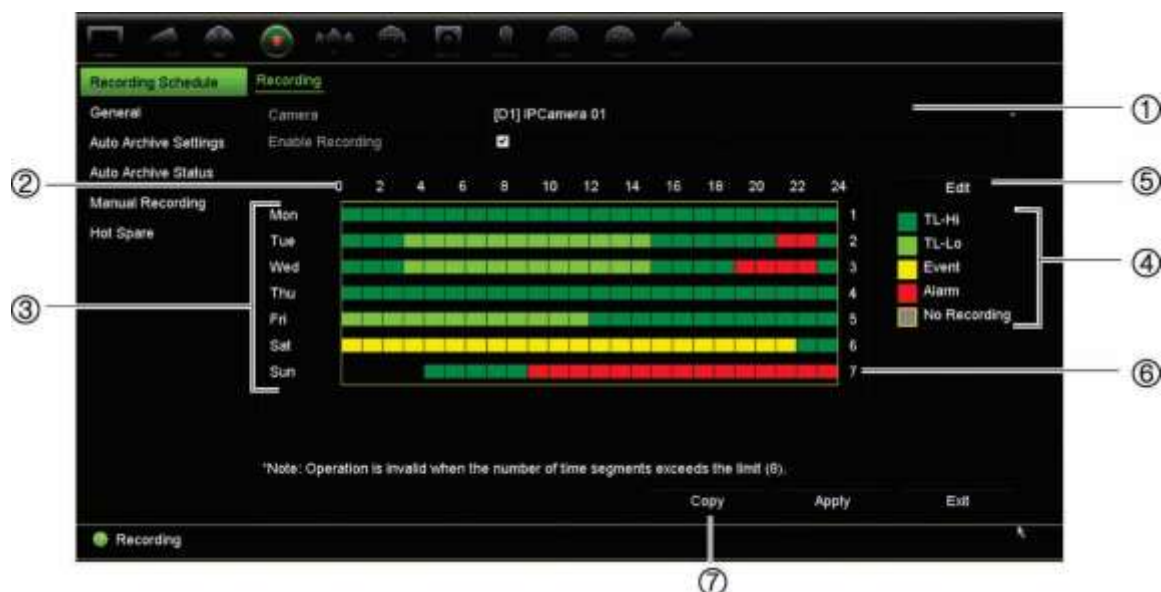 Recording Schedule
Recording
General
Camera
[D1] IPCamera 01
①
Auto Archive Settings
Enable Recording
Auto Archive Status
② 0 2 4 6 8 10 12 14 16 18 20 22 24
Edit ⑤
Manual Recording
Hot Spare
③
Mon 1
Tue 2
Wed 3
Thu 4
Fri 5
Sat 6
Sun 7 ⑥
TL-Hi
TL-Lo
Event
Alarm
No Recording
④
*Note: Operation is invalid when the number of time segments exceeds the limit (8).
Copy Apply Exit
Recording
⑦